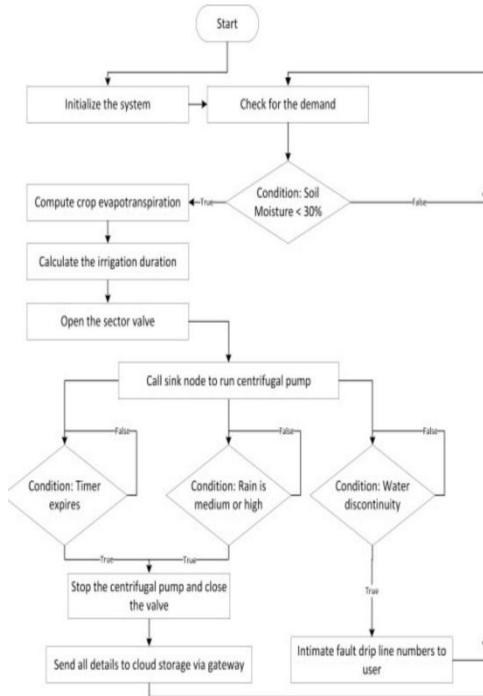 Start
Initialize the system
Check for the demand
Condition: Soil
Moisture < 30%
True
False
Compute crop evapotranspiration
Calculate the irrigation duration
Open the sector valve
Call sink node to run centrifugal pump
False
False
False
Condition: Timer
expires
Condition: Rain is
medium or high
Condition: Water
discontinuity
True
True
True
Stop the centrifugal pump and close
the valve
Send all details to cloud storage via gateway
Intimate fault drip line numbers to
user